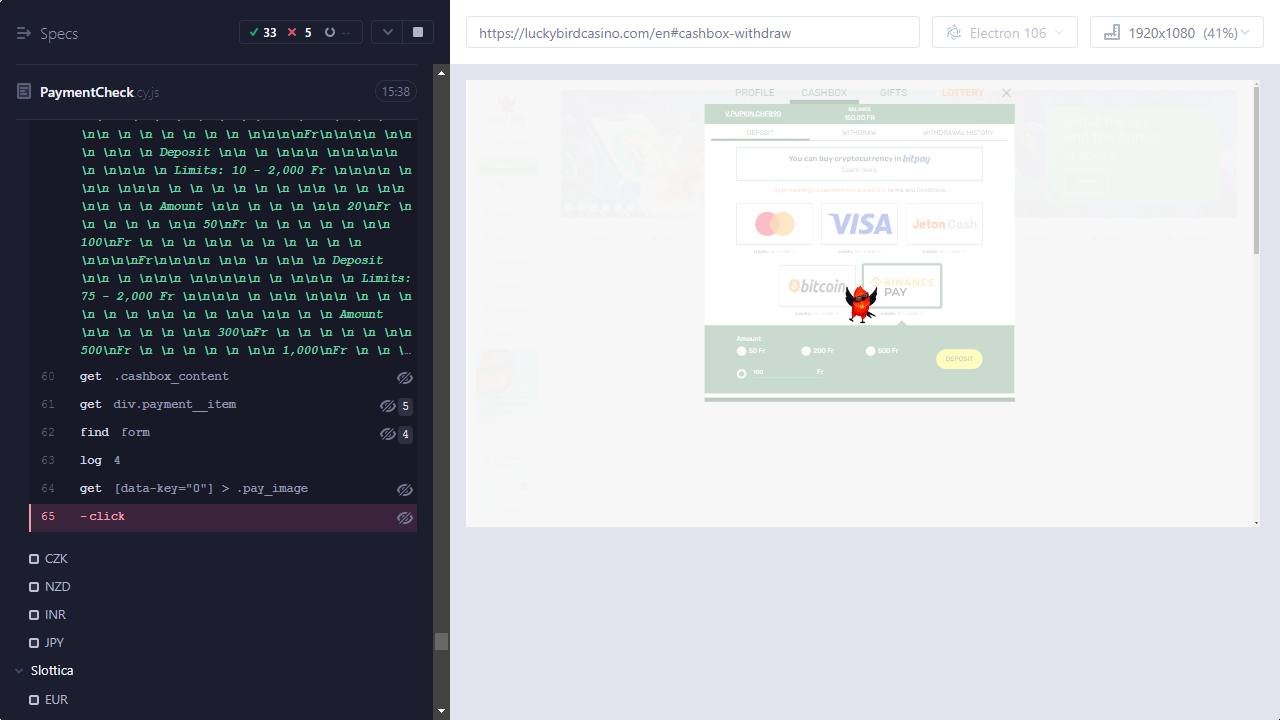 Specs
33
5
--
PaymentCheck.cy.js
15:38
\n\n \n \n \n \n \n \n \n\n\n\nFr\n\n\n\n \n\n
\n \n\n \n \n Deposit \n\n \n \n\n\n \n\n\n\n\n
\n \n\n\n \n \n Limits: 10 - 2,000 Fr \n\n\n\n \n
\n\n \n\n\n \n \n \n \n \n \n \n \n \n \n \n
\n\n\n \n \n Amount \n\n \n \n \n \n\n 20\nFr \n
\n \n \n \n \n\n 50\nFr \n \n \n \n \n \n\n
100\nFr \n \n \n \n\n \n \n \n \n \n \n
\n\n\n\nFr\n\n\n\n \n\n \n \n\n \n \n Deposit
\n\n \n \n\n\n \n\n\n\n\n \n \n\n\n \n \n Limits:
75 - 2,000 Fr \n\n\n\n \n \n\n \n\n\n \n \n \n
\n \n \n \n\n \n \n \n \n\n\n \n \n Amount
\n\n \n \n \n \n\n 300\nFr \n \n \n \n \n \n\n
500\nFr \n \n \n \n \n \n\n 1,000\nFr \n \n \…
60 get .cashbox_content
61 get div.payment__item 5
62 find form 4
63 log 4
64 get [data-key="0"] > .pay_image
65 -click
CZK
NZD
INR
JPY
Slottica
EUR
https://luckybirdcasino.com/en#cashbox-withdraw
Electron 106
1920x1080 (41%)
PROFILE CASHBOX GIFTS LOTTERY
V.PUPKIN.CHF890
BALANCE
150.00 FR
DEPOSIT WITHDRAW WITHDRAWAL HISTORY
You can buy cryptocurrency in bitpay
Learn more
By proceeding to payment you accept our Terms and Conditions
VISA JetonCash
bitcoin BINANCE
PAY
Amount
50 Fr 200 Fr 500 Fr
100 Fr
DEPOSIT